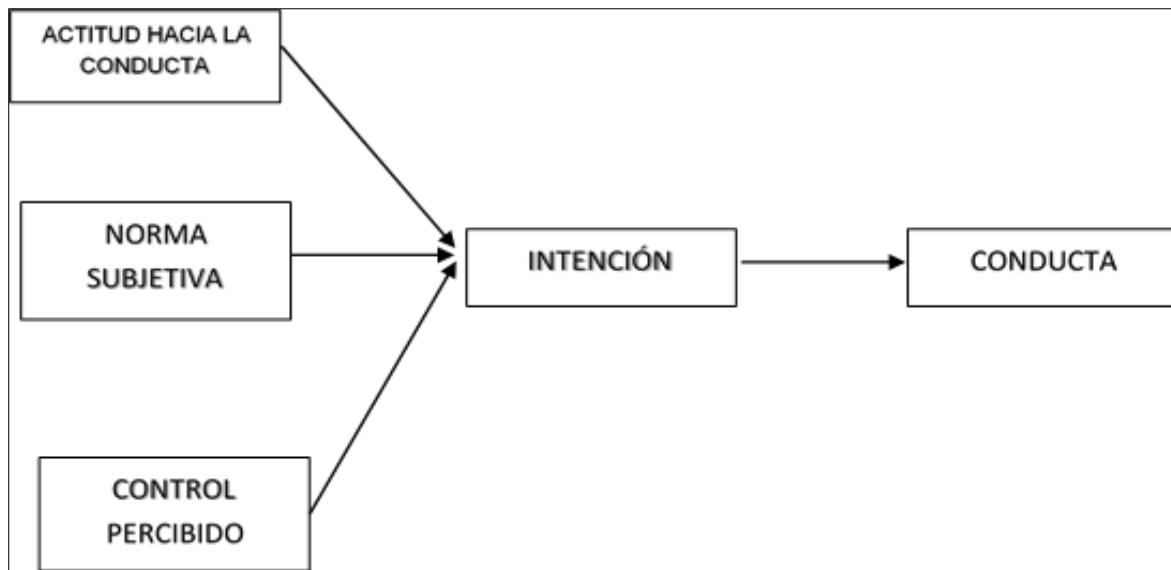 ACTITUD HACIA LA
CONDUCTA
NORMA
SUBJETIVA
INTENCIÓN
CONDUCTA
CONTROL
PERCIBIDO